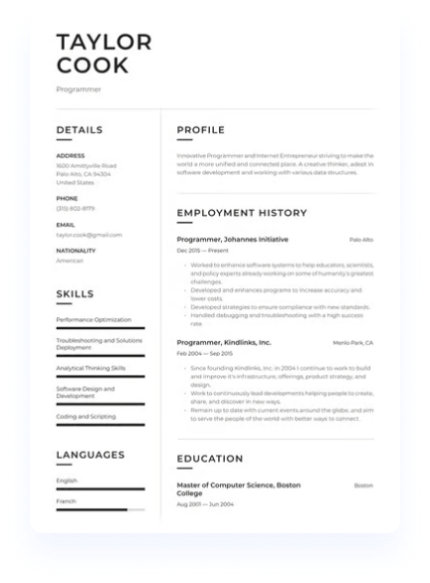 TAYLOR
COOK
Programmer
DETAILS
ADDRESS
1600 Amittyville Road
Palo Alto, CA 94304
United States
PHONE
(315) 802-8179
EMAIL
taylor.cook@gmail.com
NATIONALITY
American
SKILLS
Performance Optimization
Troubleshooting and Solutions
Deployment
Analytical Thinking Skills
Software Design and
Development
Coding and Scripting
LANGUAGES
English
French
PROFILE
Innovative Programmer and Internet Entrepreneur striving to make the
world a more unified and connected place. A creative thinker, adept in
software development and working with various data structures.
EMPLOYMENT HISTORY
Programmer, Johannes Initiative Palo Alto
Dec 2015 — Present
Worked to enhance software systems to help educators, scientists,
and policy experts already working on some of humanity's greatest
challenges.
Developed and enhances programs to increase accuracy and
lower costs.
Developed strategies to ensure compliance with new standards.
Handled debugging and troubleshooting with a high success
rate.
Programmer, Kindlinks, Inc. Menlo Park, CA
Feb 2004 — Sep 2015
Since founding Kindlinks, Inc. in 2004 I continue to work to build
and improve it's infrastructure, offerings, product strategy, and
design.
Work to continuously lead developments helping people to create,
share, and discover in new ways.
Remain up to date with current events around the globe, and aim
to serve the people of the world with better ways to connect.
EDUCATION
Master of Computer Science, Boston Boston
College
Aug 2001 — Jun 2004